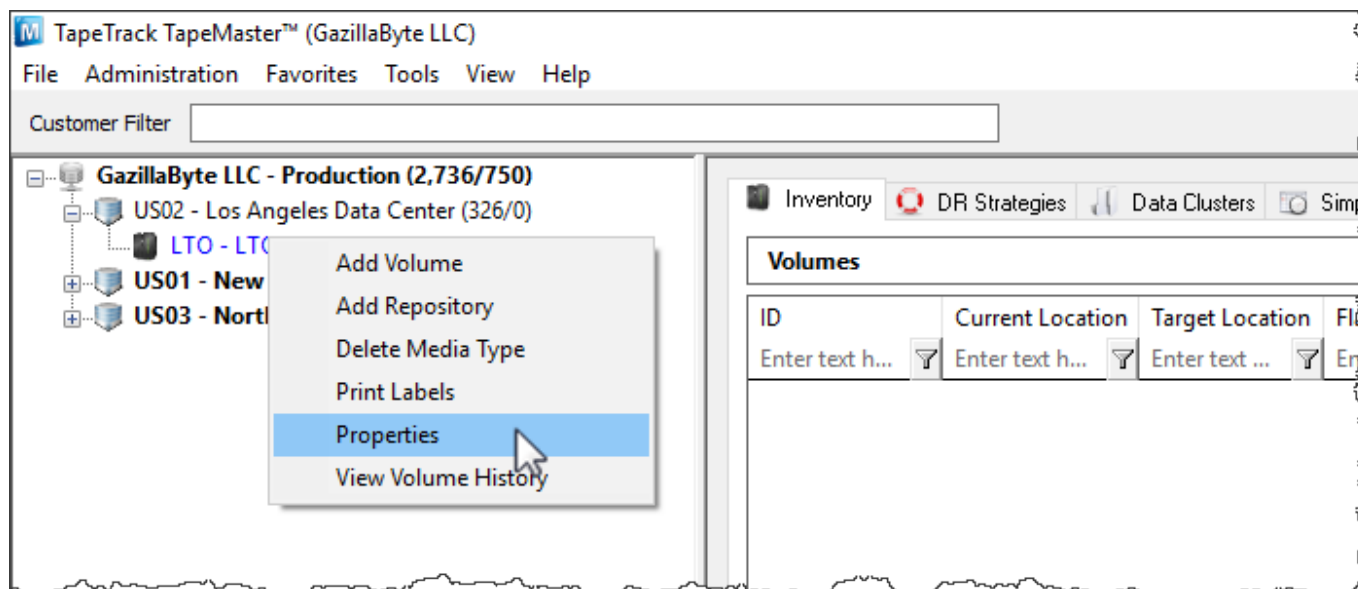 TapeTrack TapeMaster™ (GazillaByte LLC)
File Administration Favorites Tools View Help
Customer Filter
GazillaByte LLC - Production (2,736/750)
US02 - Los Angeles Data Center (326/0)
LTO - LTO
US01 - New
US03 - North
Add Volume
Add Repository
Delete Media Type
Print Labels
Properties
View Volume History
Inventory DR Strategies Data Clusters
Volumes
ID Current Location Target Location
Enter text h... Enter text h... Enter text ...